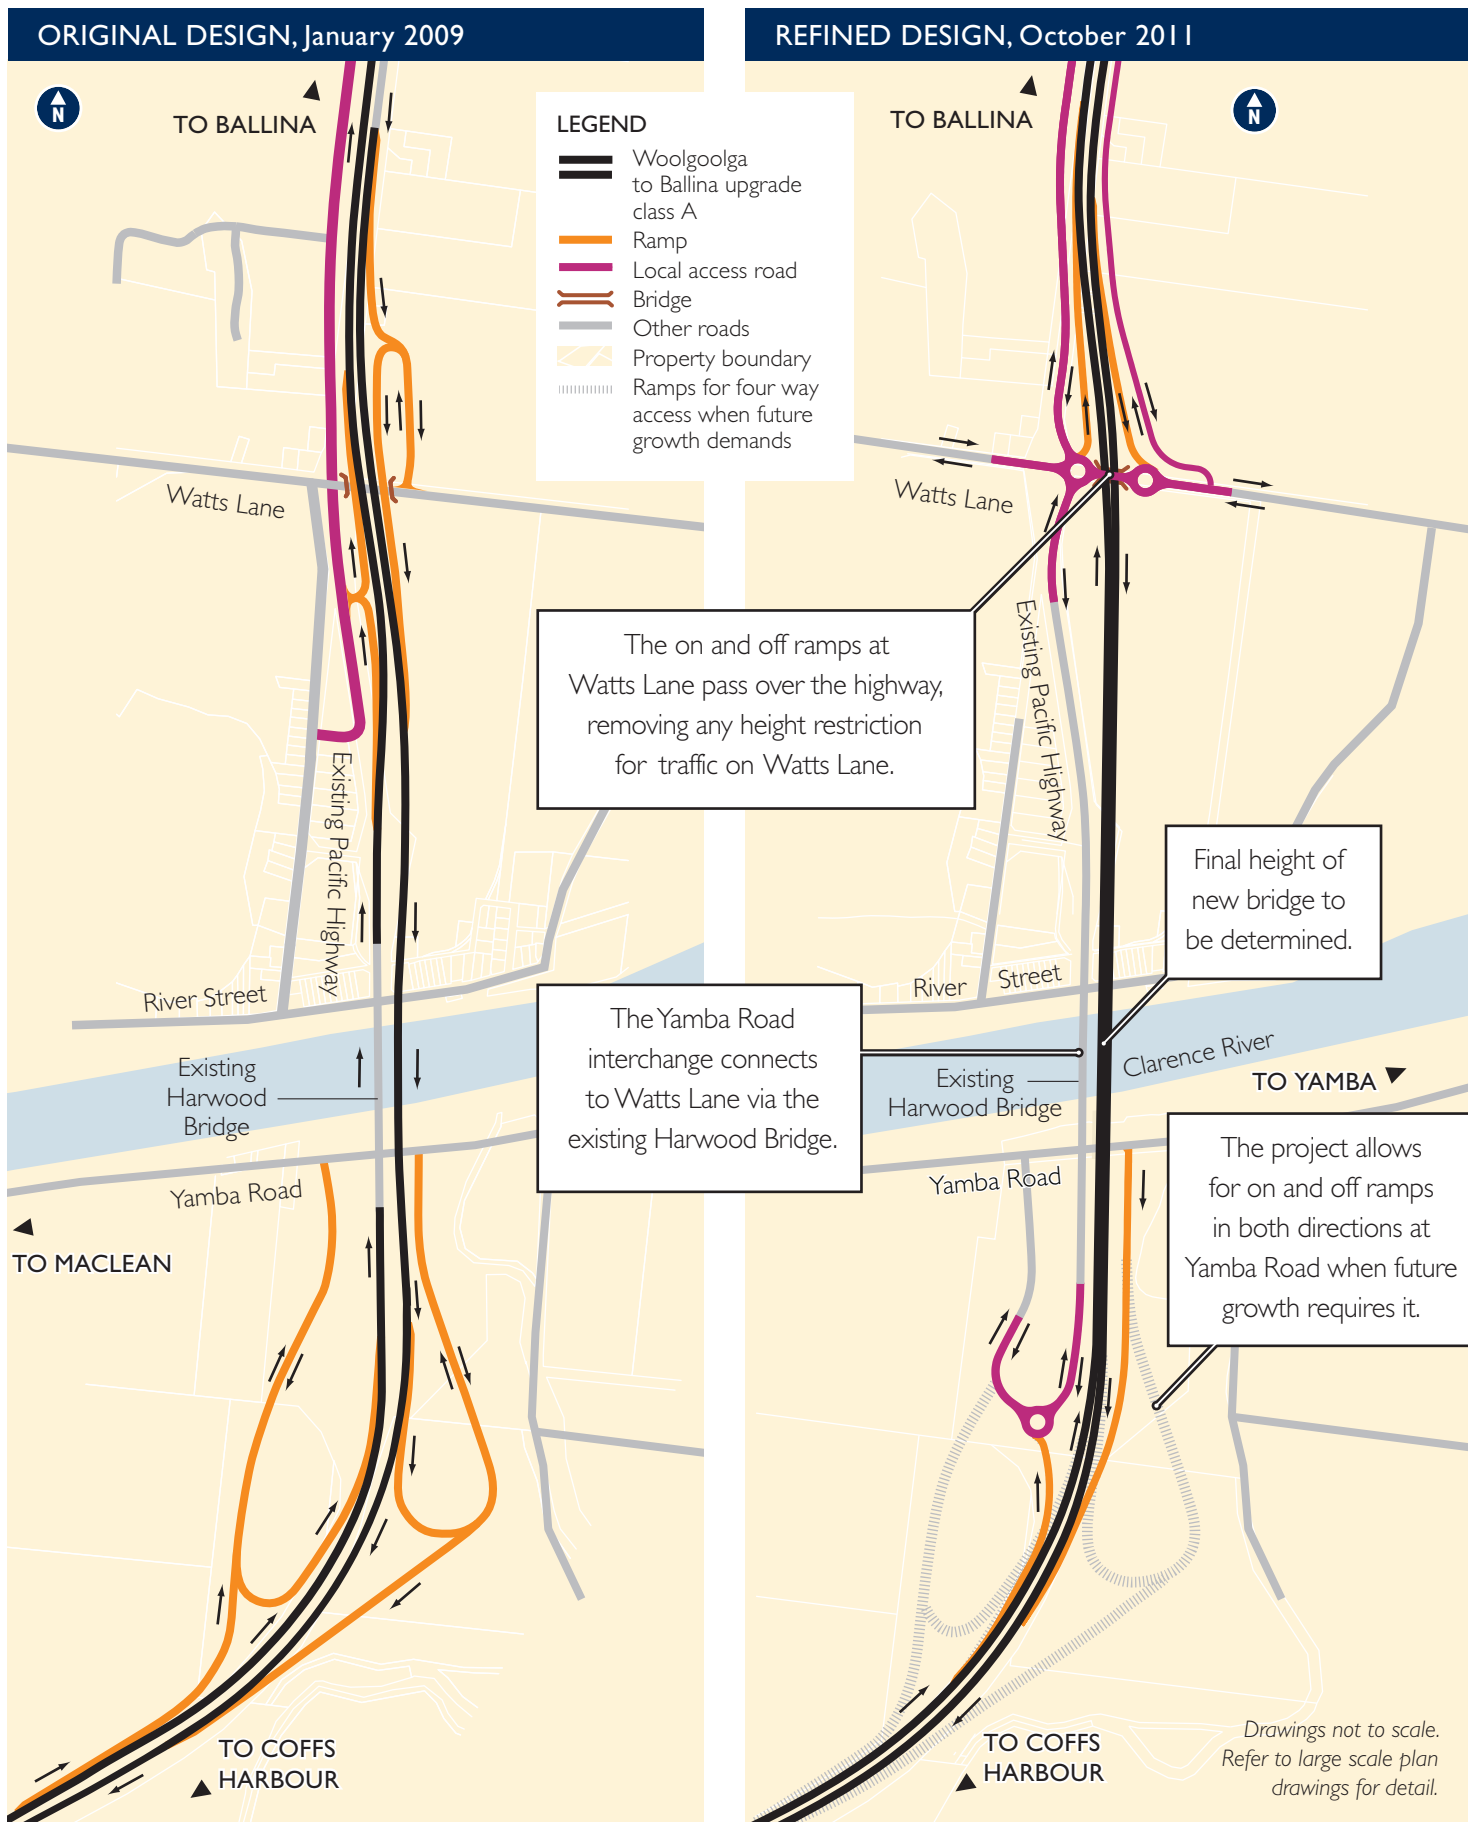 ORIGINAL DESIGN, January 2009
N
TO BALLINA
Watts Lane
Existing Pacific Highway
River Street
Existing
Harwood
Bridge
Yamba Road
TO MACLEAN
TO COFFS
HARBOUR
LEGEND
Woolgoolga
to Ballina upgrade
class A
Ramp
Local access road
Bridge
Other roads
Property boundary
Ramps for four way
access when future
growth demands
REFINED DESIGN, October 2011
TO BALLINA
N
Watts Lane
The on and off ramps at
Watts Lane pass over the highway,
removing any height restriction
for traffic on Watts Lane.
Existing Pacific Highway
Final height of
new bridge to
be determined.
River Street
The Yamba Road
interchange connects
to Watts Lane via the
existing Harwood Bridge.
Existing
Harwood Bridge
Clarence River
TO YAMBA
Yamba Road
The project allows
for on and off ramps
in both directions at
Yamba Road when future
growth requires it.
TO COFFS
HARBOUR
Drawings not to scale.
Refer to large scale plan
drawings for detail.